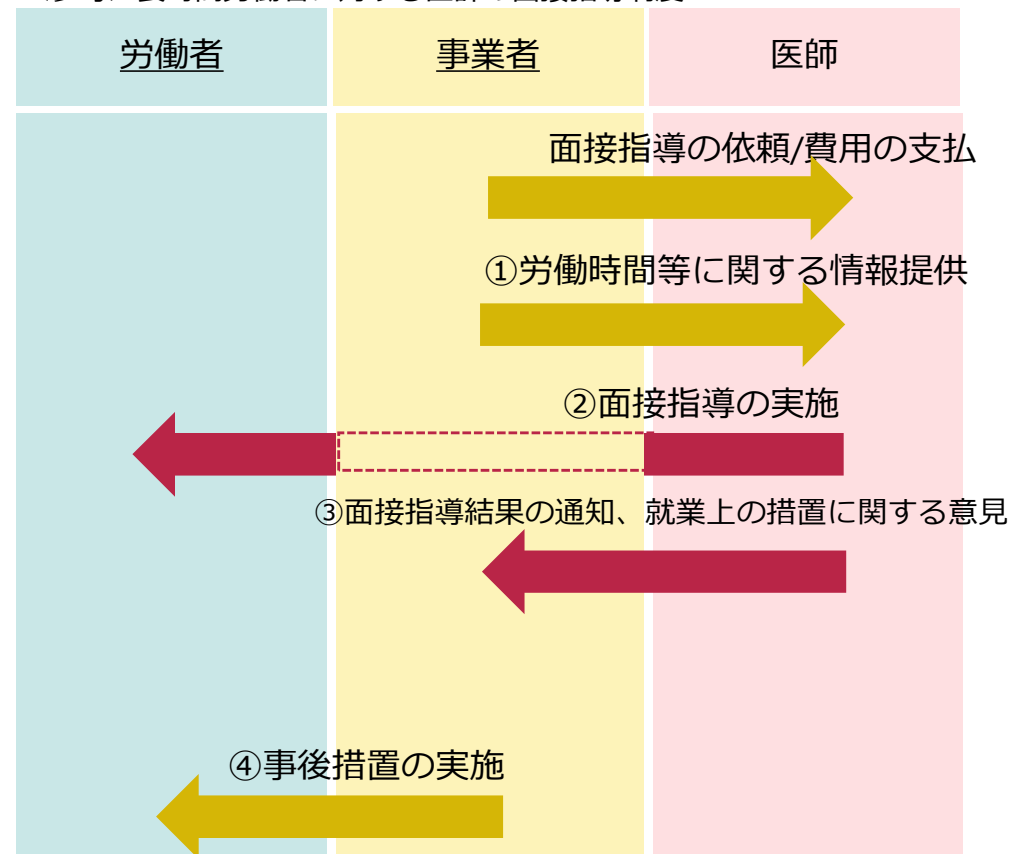 労働者
事業者
医師
面接指導の依頼/費用の支払
①労働時間等に関する情報提供
②面接指導の実施
③面接指導結果の通知、就業上の措置に関する意見
④事後措置の実施